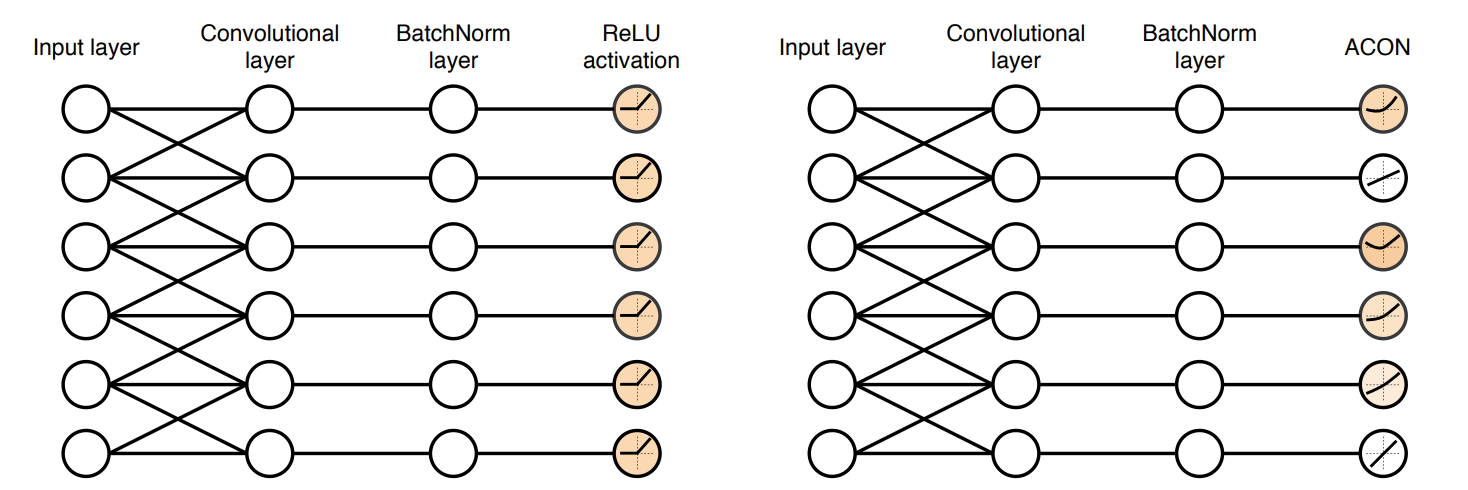 Input layer
Convolutional
layer
BatchNorm
layer
ReLU
activation
Input layer
Convolutional
layer
BatchNorm
layer
ACON